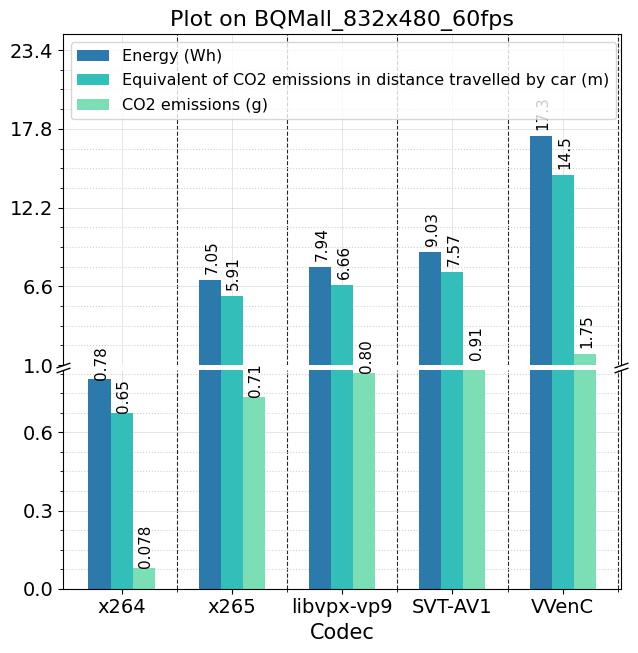 Plot on BQMall_832x480_60fps
Energy (Wh)
Equivalent of CO2 emissions in distance travelled by car (m)
CO2 emissions (g)
23.4
17.8
12.2
6.6
1.0
0.6
0.3
0.0
0.78
0.65
0.078
7.05
5.91
0.71
7.94
6.66
0.80
9.03
7.57
0.91
17.3
14.5
1.75
x264
x265
libvpx-vp9
SVT-AV1
VVenC
Codec